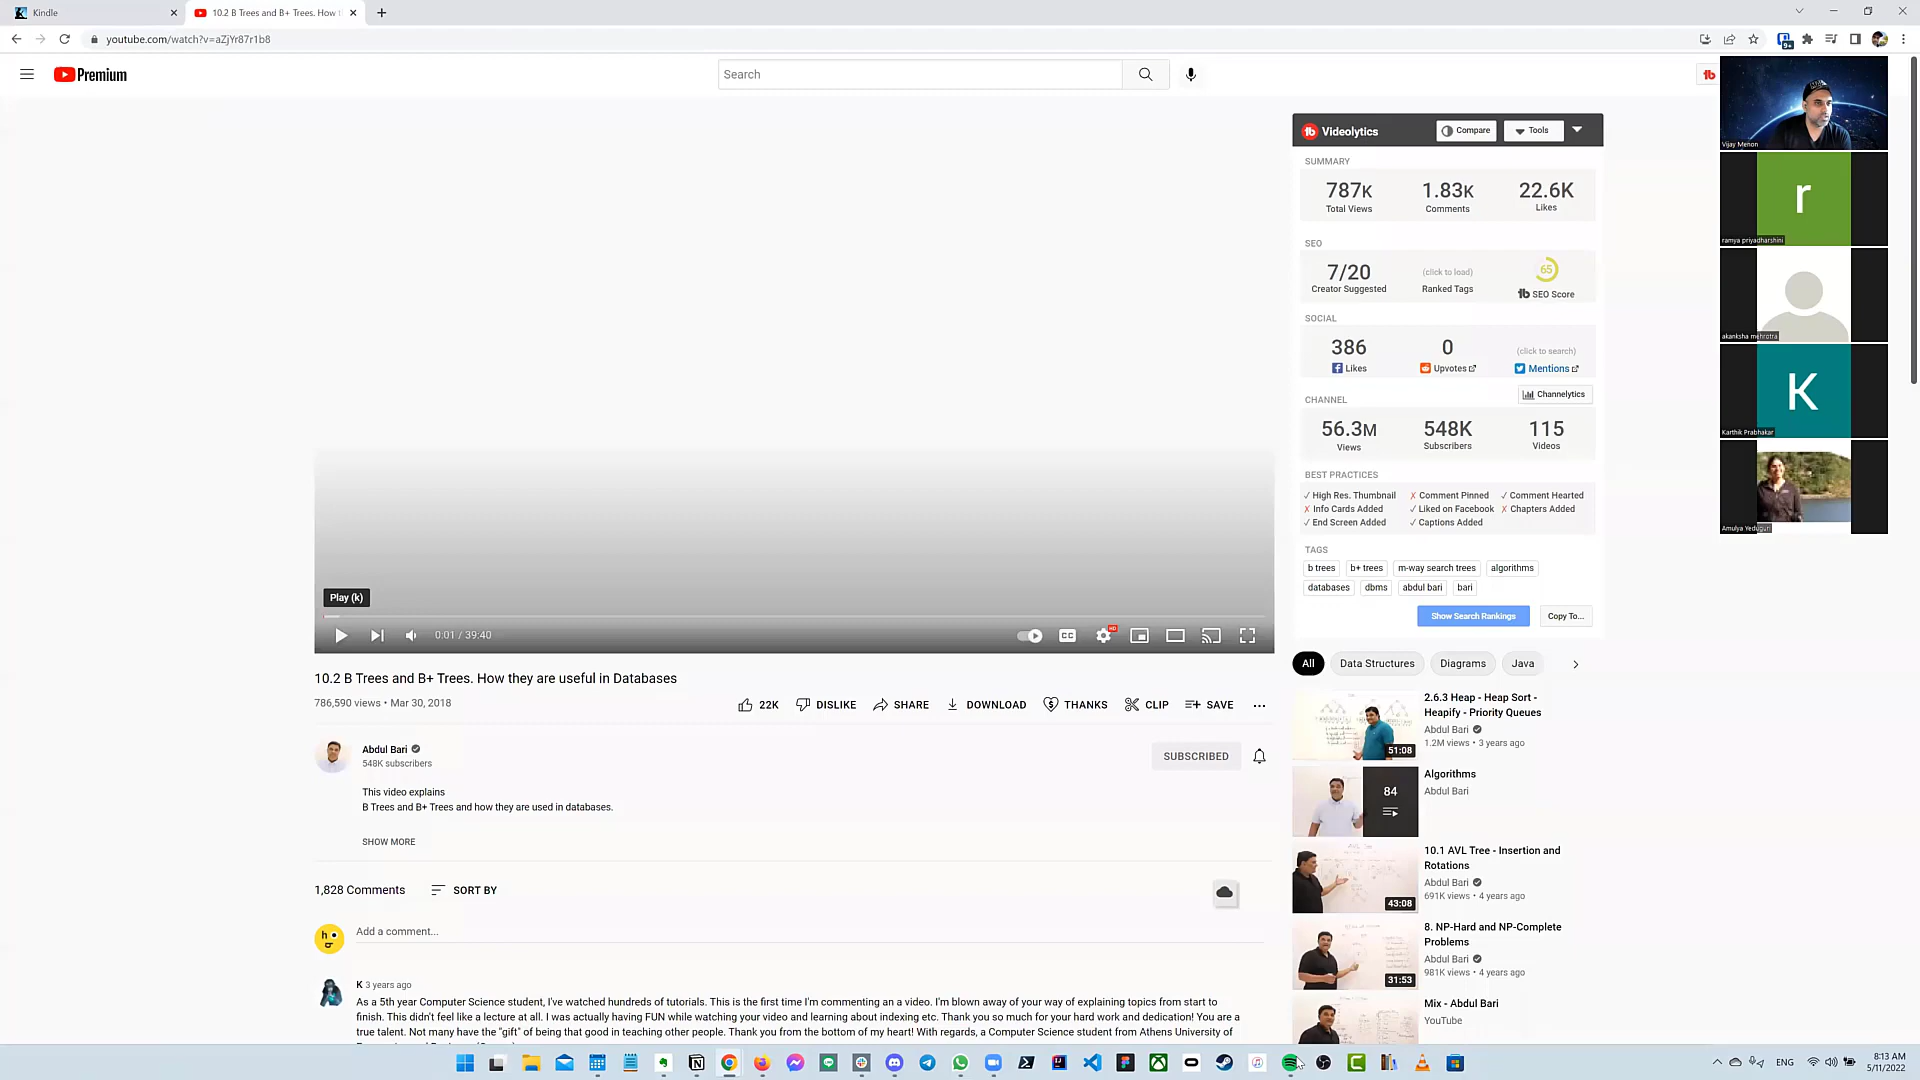 Kindle
10.2 B Trees and B+ Trees. How t
youtube.com/watch?v=aZjYr87r1b8
9+
Premium
Search
Vijay Menon
r
ramya priyadharshini
akanksha mehrotra
K
Karthik Prabhakar
Amulya Yeduguri
Videolytics
Compare
Tools
SUMMARY
787K
1.83K
22.6K
Total Views
Comments
Likes
SEO
7/20
(click to load)
65
Creator Suggested
Ranked Tags
SEO Score
SOCIAL
386
0
(click to search)
Likes
Upvotes
Mentions
CHANNEL
Channelytics
56.3M
548K
115
Views
Subscribers
Videos
BEST PRACTICES
✓ High Res. Thumbnail
✗ Comment Pinned
✓ Comment Hearted
✗ Info Cards Added
✓ Liked on Facebook
✗ Chapters Added
✓ End Screen Added
✓ Captions Added
TAGS
b trees
b+ trees
m-way search trees
algorithms
databases
dbms
abdul bari
bari
Show Search Rankings
Copy To...
Play (k)
0:01 / 39:40
CC
HD
10.2 B Trees and B+ Trees. How they are useful in Databases
786,590 views • Mar 30, 2018
22K
DISLIKE
SHARE
DOWNLOAD
THANKS
CLIP
SAVE
Abdul Bari
548K subscribers
SUBSCRIBED
This video explains
B Trees and B+ Trees and how they are used in databases.
SHOW MORE
1,828 Comments
SORT BY
Add a comment...
K 3 years ago
As a 5th year Computer Science student, I've watched hundreds of tutorials. This is the first time I'm commenting an a video. I'm blown away of your way of explaining topics from start to
finish. This didn't feel like a lecture at all. I was actually having FUN while watching your video and learning about indexing etc. Thank you so much for your hard work and dedication! You are a
true talent. Not many have the "gift" of being that good in teaching other people. Thank you from the bottom of my heart! With regards, a Computer Science student from Athens University of
All
Data Structures
Diagrams
Java
2.6.3 Heap - Heap Sort -
Heapify - Priority Queues
Abdul Bari
1.2M views • 3 years ago
51:08
Algorithms
Abdul Bari
84
10.1 AVL Tree - Insertion and
Rotations
Abdul Bari
691K views • 4 years ago
43:08
8. NP-Hard and NP-Complete
Problems
Abdul Bari
981K views • 4 years ago
31:53
Mix - Abdul Bari
YouTube
ENG
8:13 AM
5/11/2022